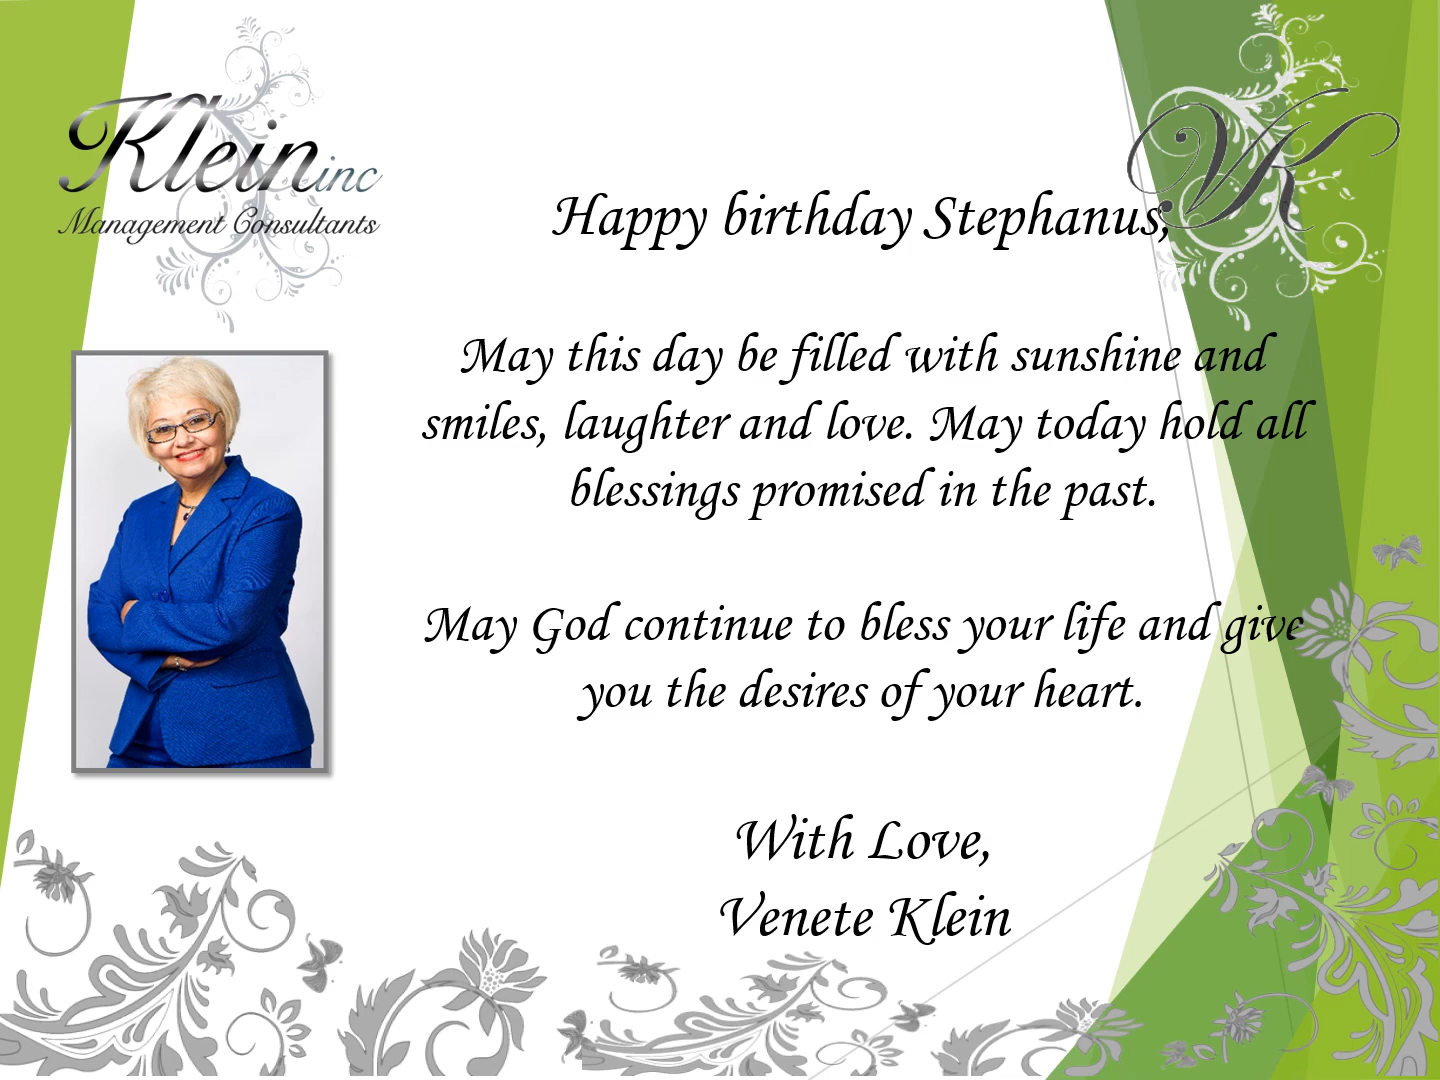 Klein inc
Management Consultants
VK
Happy birthday Stephanus,
May this day be filled with sunshine and
smiles, laughter and love. May today hold all
blessings promised in the past.
May God continue to bless your life and give
you the desires of your heart.
With Love,
Venete Klein